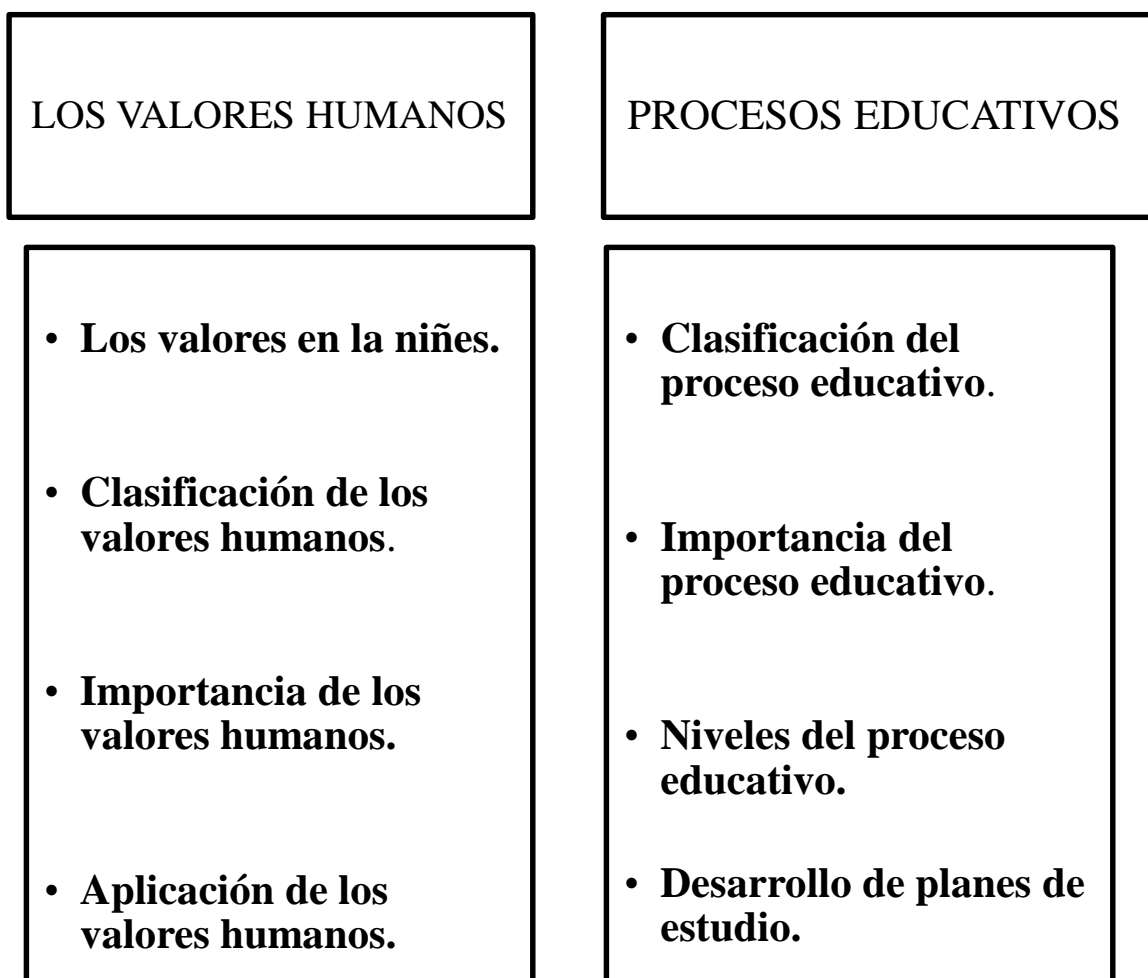 LOS VALORES HUMANOS
PROCESOS EDUCATIVOS
• Los valores en la niñes.
• Clasificación de los
valores humanos.
• Importancia de los
valores humanos.
• Aplicación de los
valores humanos.
• Clasificación del
proceso educativo.
• Importancia del
proceso educativo.
• Niveles del proceso
educativo.
• Desarrollo de planes de
estudio.